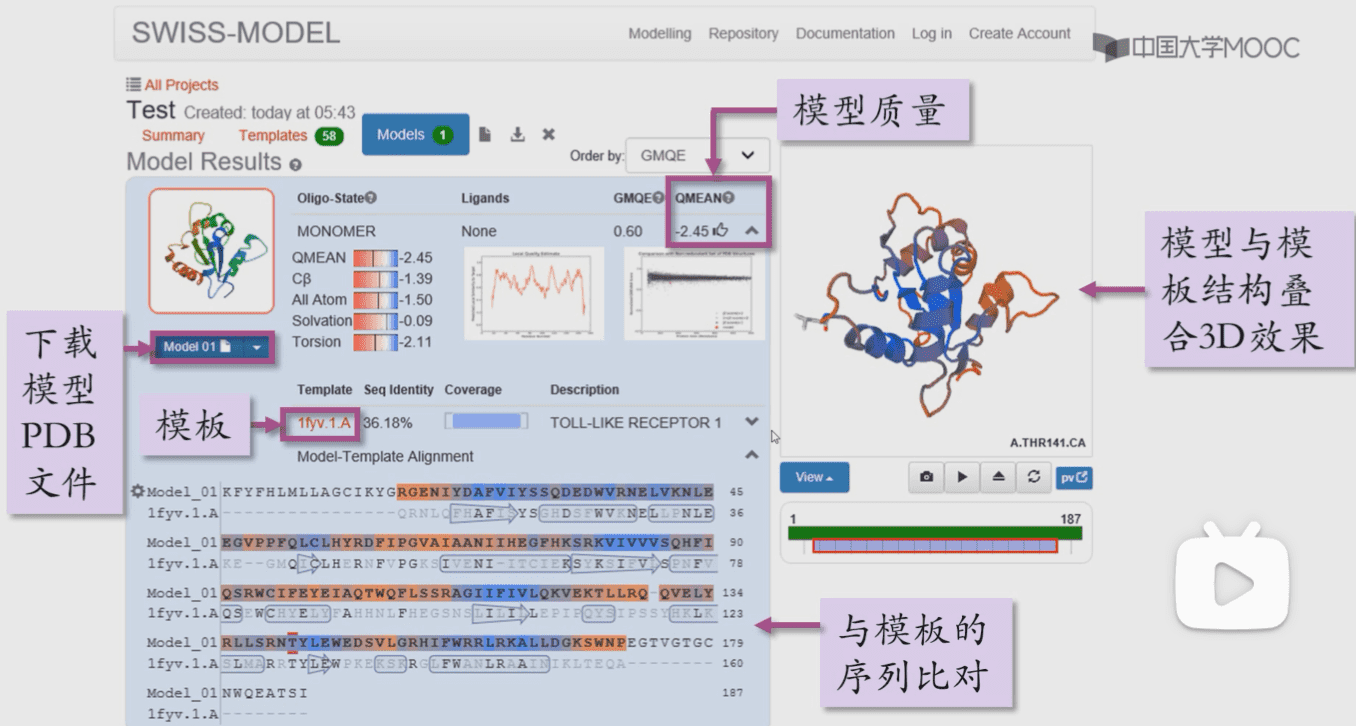 SWISS-MODEL
Modelling Repository Documentation Log in Create Account
中国大学MOOC
All Projects
Test Created: today at 05:43
Summary Templates 58 Models 1
模型质量
Model Results
Order by: GMQE
Oligo-State Ligands GMQE QMEAN
MONOMER None 0.60 -2.45
QMEAN -2.45
Cβ -1.39
All Atom -1.50
Solvation -0.09
Torsion -2.11
Local Quality Estimate
模型与模
板结构叠
合3D效果
下载
模型
PDB
文件
Model 01
Template Seq Identity Coverage Description
模板
1fyv.1.A 36.18% TOLL-LIKE RECEPTOR 1
A.THR141.CA
Model-Template Alignment
View
pv
1 187
Model_01 KFYFHLMLLAGCIKYGRGENIYDAFVIYSSQDEDWVRNELVKNLE 45
1fyv.1.A ----------------QRNLQFHAFISYSGHDSFWVKNELLPNLE 36
Model_01 EGVPPFQLCLHYRDFIPGVAIAANIIHEGFHKSRKVIVVVSQHFI 90
1fyv.1.A KE--GMQICLHERNFVPGKSIVENI-ITCIEKSYKSIFVLSPNFV 78
Model_01 QSRWCIFEYEIAQTWQFLSSRAGIIFIVLQKVEKTLLRQ-QVELY 134
1fyv.1.A QSEWCHYELYFAHHNLFHEGSNSLILILLEPIPQYSIPSSYHKLK 123
Model_01 RLLSRNTYLEWEDSVLGRHIFWRRLRKALLDGKSWNPEGTVGTGC 179
1fyv.1.A SLMARRTYLEWPKEKSKRGLFWANLRAAINIKLTEQA-------- 160
Model_01 NWQEATSI 187
1fyv.1.A --------
与模板的
序列比对